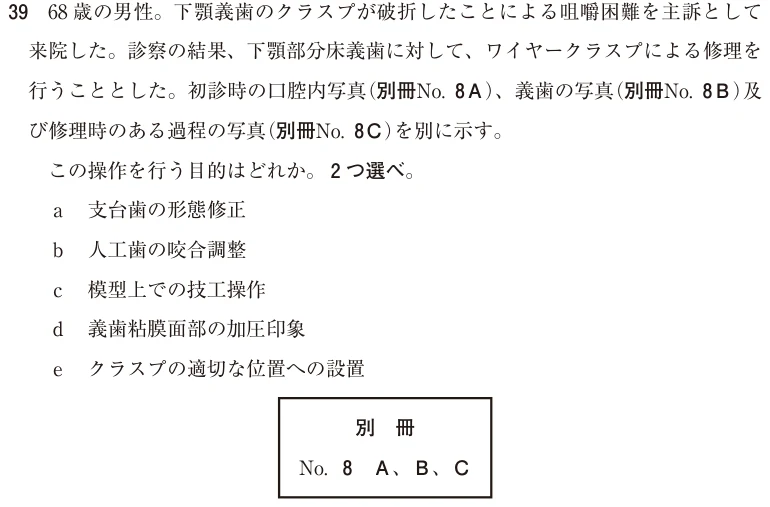 39 68歳の男性。下顎義歯のクラスプが破折したことによる咀嚼困難を主訴として
来院した。診察の結果、下顎部分床義歯に対して、ワイヤークラスプによる修理を
行うこととした。初診時の口腔内写真(別冊No. 8A)、義歯の写真(別冊No. 8B)及
び修理時のある過程の写真(別冊No. 8C)を別に示す。
この操作を行う目的はどれか。2つ選べ。
a 支台歯の形態修正
b 人工歯の咬合調整
c 模型上での技工操作
d 義歯粘膜面部の加圧印象
e クラスプの適切な位置への設置
別 冊
No. 8 A、B、C